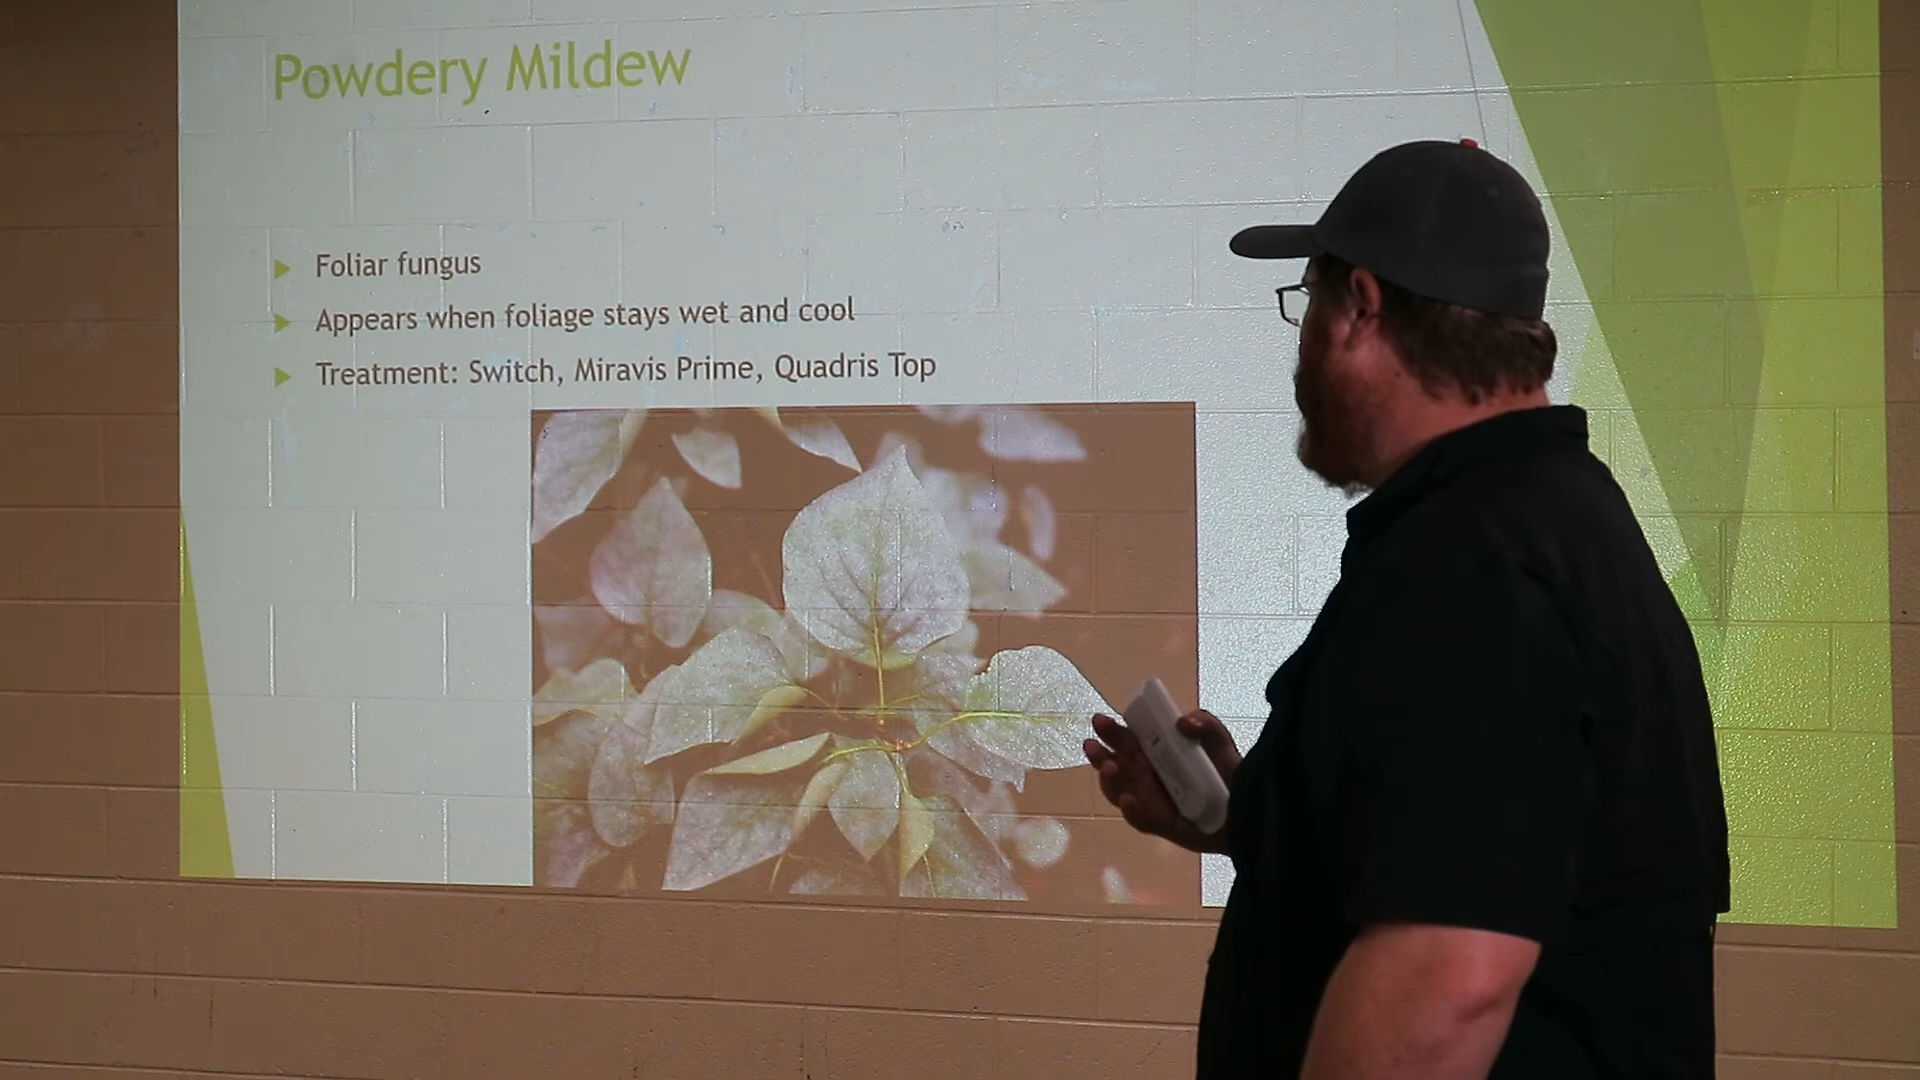 Powdery Mildew
Foliar fungus
Appears when foliage stays wet and cool
Treatment: Switch, Miravis Prime, Quadris Top